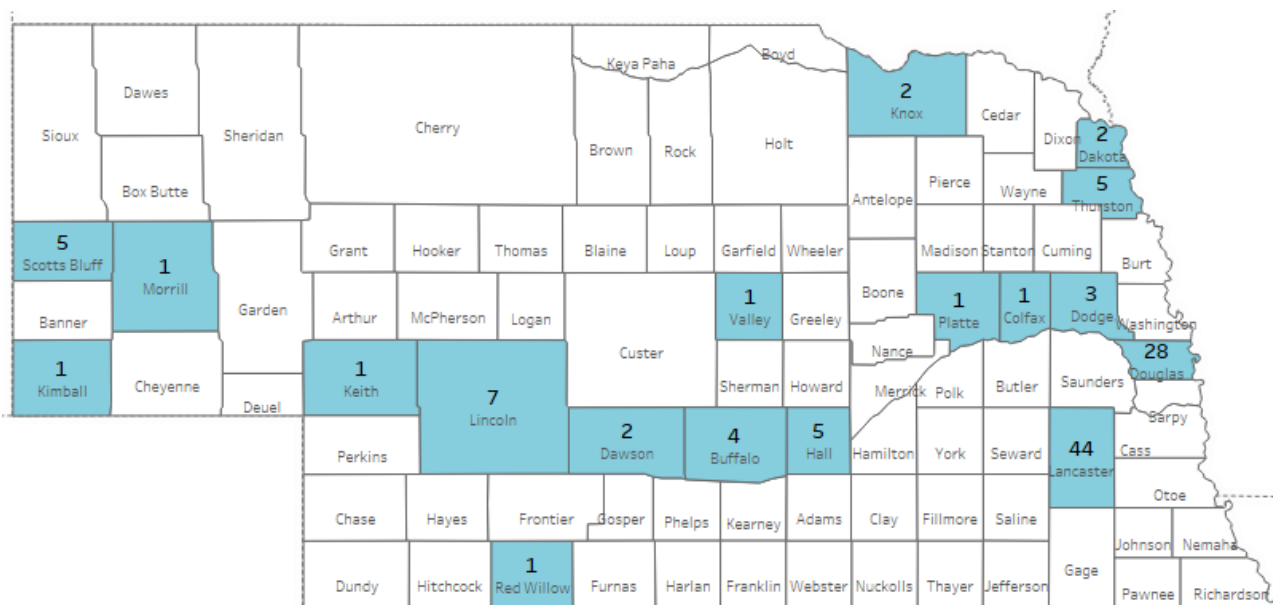 Boyd
Keya Paha
2
Knox
Dawes
Cedar
Cherry
Sioux
Sheridan
Dixon
2
Dakota
Brown
Rock
Holt
Box Butte
Pierce
Wayne
5
Thurston
Antelope
5
Scotts Bluff
1
Morrill
Grant
Hooker
Thomas
Blaine
Loup
Garfield
Wheeler
Madison
Stanton
Cuming
Burt
Garden
Boone
Banner
Arthur
McPherson
Logan
1
Valley
Greeley
1
Platte
1
Colfax
3
Dodge
Washington
Custer
Nance
1
Kimball
Cheyenne
Deuel
1
Keith
7
Lincoln
Sherman
Howard
Merrick
Polk
Butler
Saunders
28
Douglas
Sarpy
Perkins
2
Dawson
4
Buffalo
5
Hall
Hamilton
York
Seward
44
Lancaster
Cass
Otoe
Chase
Hayes
Frontier
Gosper
Phelps
Kearney
Adams
Clay
Fillmore
Saline
Johnson
Nemaha
Dundy
Hitchcock
1
Red Willow
Furnas
Harlan
Franklin
Webster
Nuckolls
Thayer
Jefferson
Gage
Pawnee
Richardson